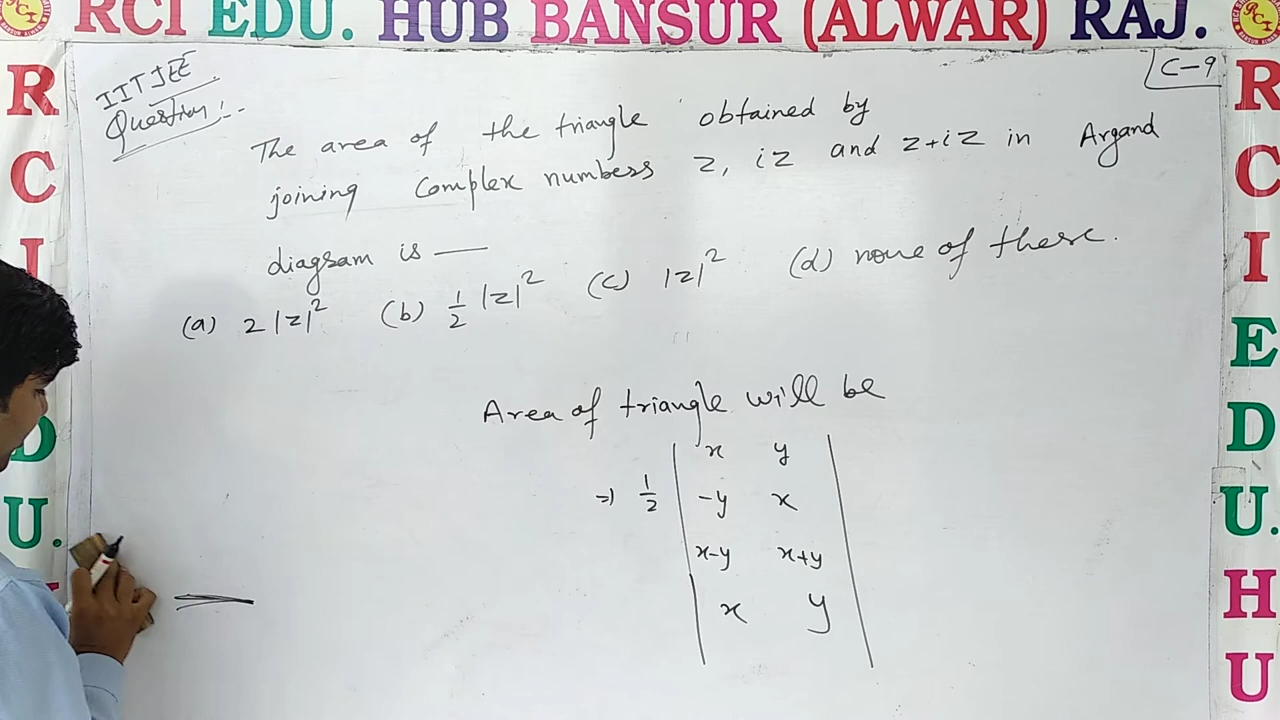 RCI EDU. HUB BANSUR (ALWAR) RAJ.
IIT JEE
Question:-
C-9
The area of the triangle obtained by
joining Complex numbers z, iz and z+iz in Argand
diagram is —
(a) 2|z|² (b) 1/2 |z|² (c) |z|² (d) none of these.
Area of triangle will be
=) 1/2 | x y |
| -y x |
| x-y x+y |
| x y |
R
C
I
D
U.
R
C
I
E
D
U.
H
U